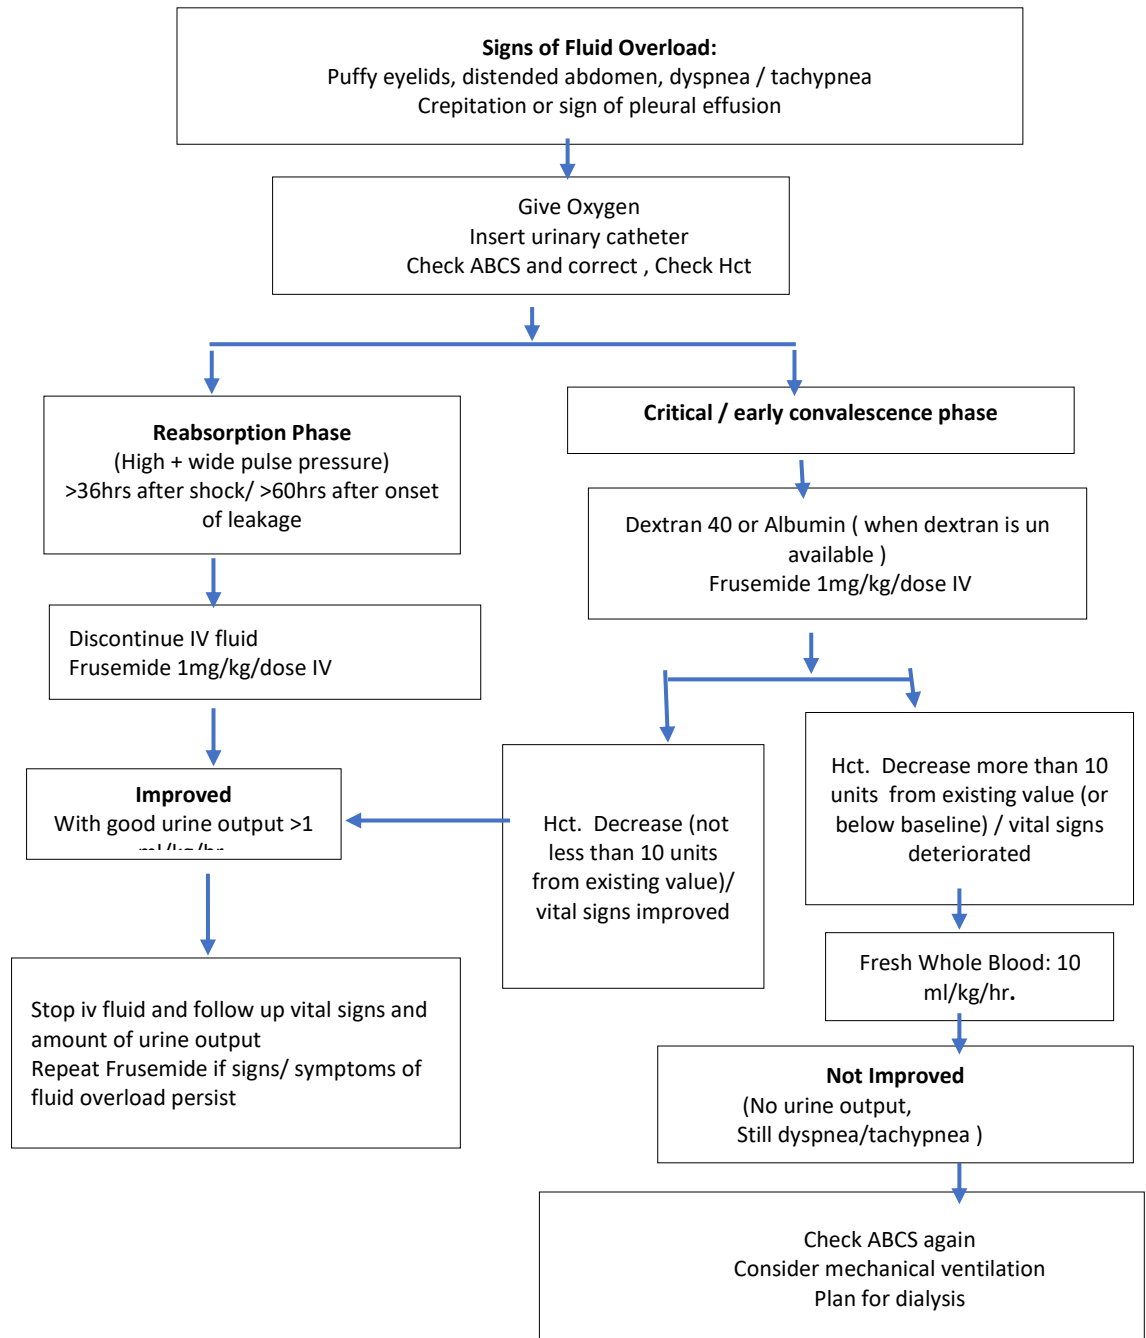 Signs of Fluid Overload:
Puffy eyelids, distended abdomen, dyspnea / tachypnea
Crepitation or sign of pleural effusion
Give Oxygen
Insert urinary catheter
Check ABCS and correct , Check Hct
Reabsorption Phase
(High + wide pulse pressure)
>36hrs after shock/ >60hrs after onset
of leakage
Critical / early convalescence phase
Dextran 40 or Albumin ( when dextran is un
available )
Frusemide 1mg/kg/dose IV
Discontinue IV fluid
Frusemide 1mg/kg/dose IV
Improved
With good urine output >1
ml/kg/hr
Hct. Decrease (not
less than 10 units
from existing value)/
vital signs improved
Hct. Decrease more than 10
units from existing value (or
below baseline) / vital signs
deteriorated
Fresh Whole Blood: 10
ml/kg/hr.
Stop iv fluid and follow up vital signs and
amount of urine output
Repeat Frusemide if signs/ symptoms of
fluid overload persist
Not Improved
(No urine output,
Still dyspnea/tachypnea )
Check ABCS again
Consider mechanical ventilation
Plan for dialysis